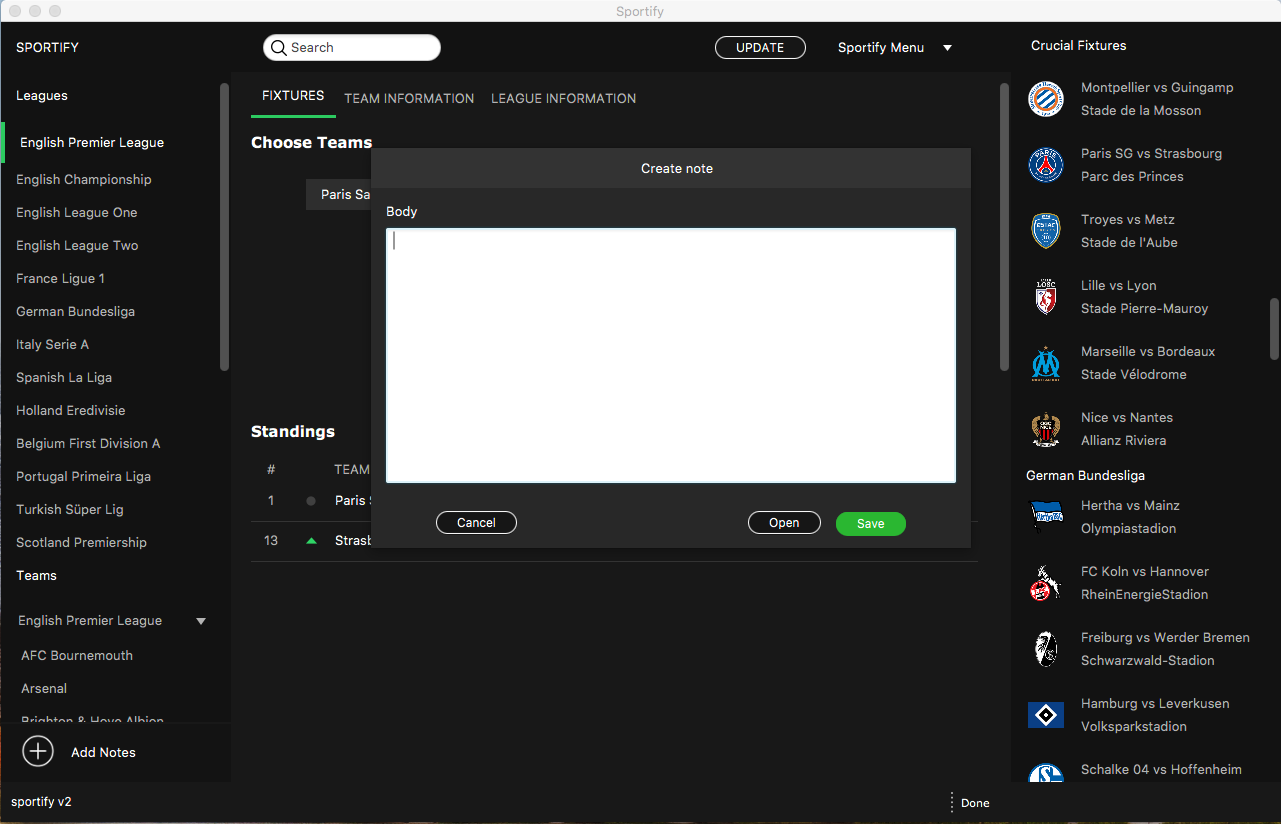 Sportify
SPORTIFY
Search
UPDATE
Sportify Menu
Leagues
English Premier League
English Championship
English League One
English League Two
France Ligue 1
German Bundesliga
Italy Serie A
Spanish La Liga
Holland Eredivisie
Belgium First Division A
Portugal Primeira Liga
Turkish Süper Lig
Scotland Premiership
Teams
English Premier League
AFC Bournemouth
Arsenal
Brighton & Hove Albion
Add Notes
sportify v2
FIXTURES
TEAM INFORMATION
LEAGUE INFORMATION
Choose Teams
Paris Sa
Create note
Body
Cancel
Open
Save
Standings
# TEAM
1 Paris S
13 Strasb
Crucial Fixtures
Montpellier vs Guingamp
Stade de la Mosson
PARIS
Paris SG vs Strasbourg
Parc des Princes
ESTAC
Troyes vs Metz
Stade de l'Aube
LOSC
Lille vs Lyon
Stade Pierre-Mauroy
Marseille vs Bordeaux
Stade Vélodrome
OGC
NICE
Nice vs Nantes
Allianz Riviera
German Bundesliga
Hertha vs Mainz
Olympiastadion
FC Koln vs Hannover
RheinEnergieStadion
Freiburg vs Werder Bremen
Schwarzwald-Stadion
Hamburg vs Leverkusen
Volksparkstadion
Schalke 04 vs Hoffenheim
Done